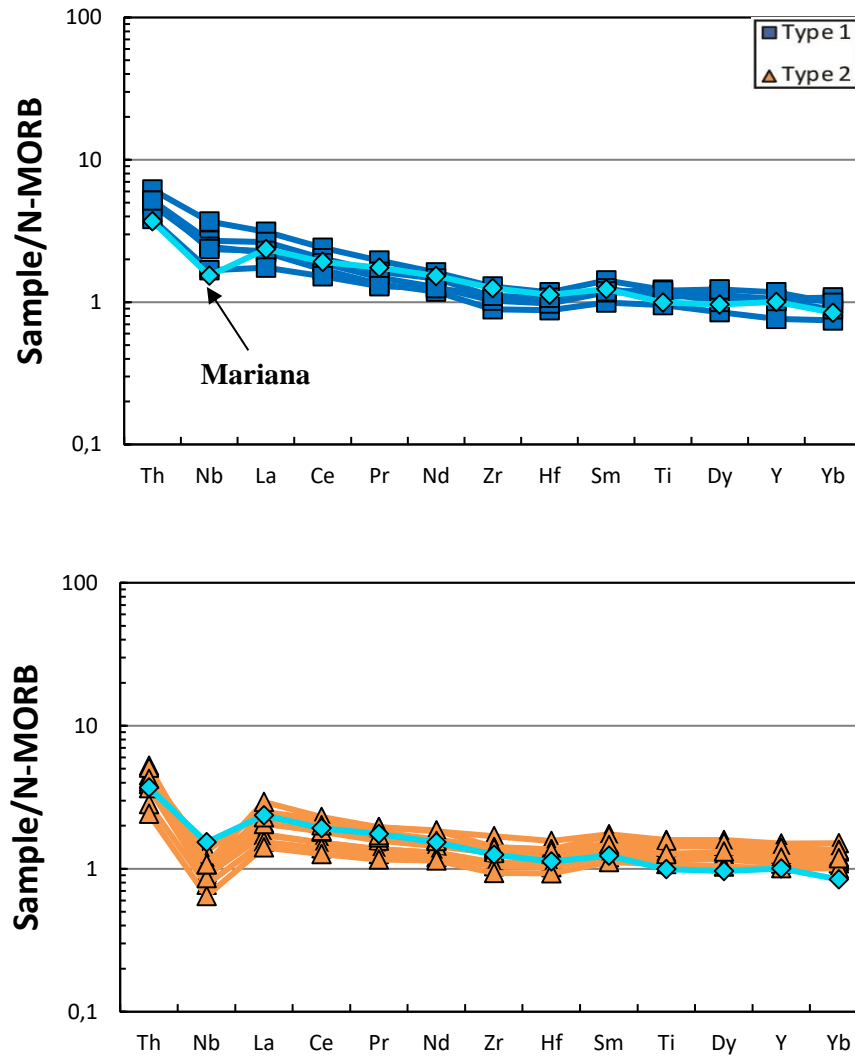 100
10
1
0,1
Sample/N-MORB
Type 1
Type 2
Mariana
Th Nb La Ce Pr Nd Zr Hf Sm Ti Dy Y Yb
100
10
1
0,1
Sample/N-MORB
Th Nb La Ce Pr Nd Zr Hf Sm Ti Dy Y Yb